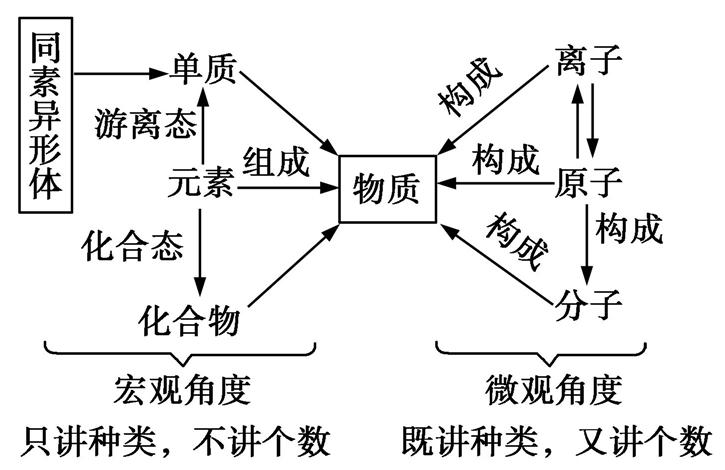 同素异形体
单质
离子
构成
游离态
元素
组成
物质
构成
原子
化合态
构成
构成
化合物
分子
宏观角度
微观角度
只讲种类，不讲个数
既讲种类，又讲个数